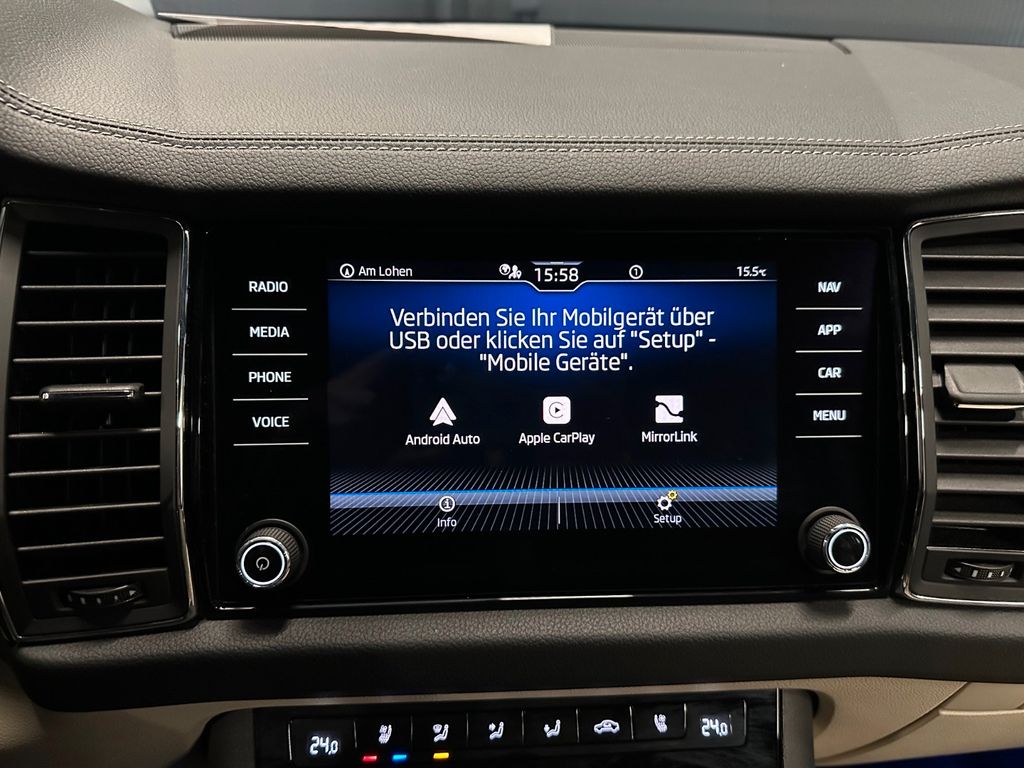 Am Lohen
15:58
1
15.5°C
RADIO
MEDIA
PHONE
VOICE
Verbinden Sie Ihr Mobilgerät über
USB oder klicken Sie auf "Setup" -
"Mobile Geräte".
Android Auto
Apple CarPlay
MirrorLink
Info
Setup
NAV
APP
CAR
MENU
24.0
24.0